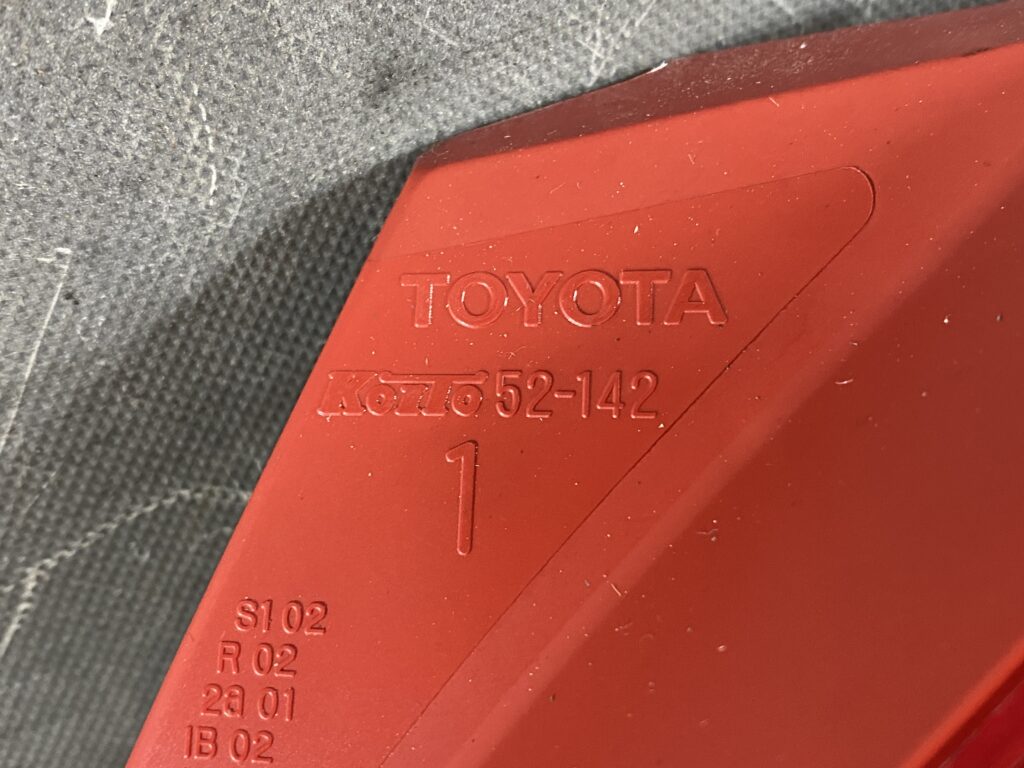 TOYOTA
KOITO 52-142
1
S1 02
R 02
2a 01
IB 02